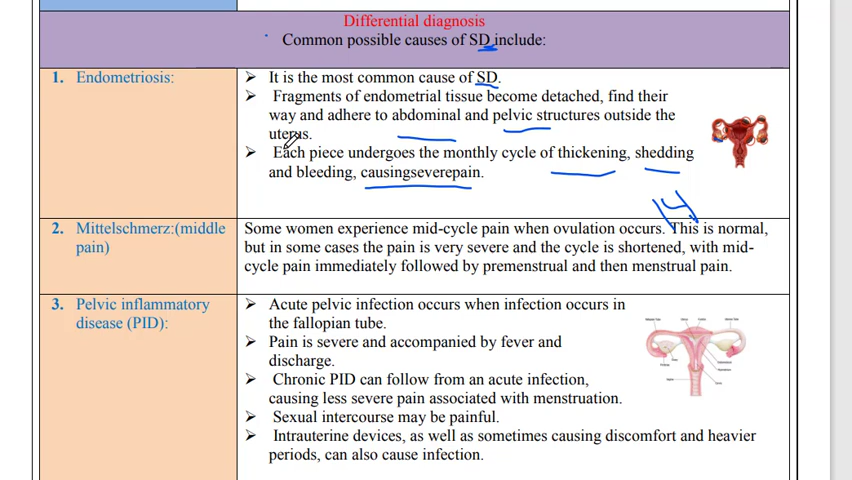 Differential diagnosis
Common possible causes of SD include:
1. Endometriosis:
➢ It is the most common cause of SD.
➢ Fragments of endometrial tissue become detached, find their
way and adhere to abdominal and pelvic structures outside the
uterus.
➢ Each piece undergoes the monthly cycle of thickening, shedding
and bleeding, causingseverepain.
14
2. Mittelschmerz:(middle
pain)
Some women experience mid-cycle pain when ovulation occurs. This is normal,
but in some cases the pain is very severe and the cycle is shortened, with mid-
cycle pain immediately followed by premenstrual and then menstrual pain.
3. Pelvic inflammatory
disease (PID):
➢ Acute pelvic infection occurs when infection occurs in
the fallopian tube.
➢ Pain is severe and accompanied by fever and
discharge.
➢ Chronic PID can follow from an acute infection,
causing less severe pain associated with menstruation.
➢ Sexual intercourse may be painful.
➢ Intrauterine devices, as well as sometimes causing discomfort and heavier
periods, can also cause infection.